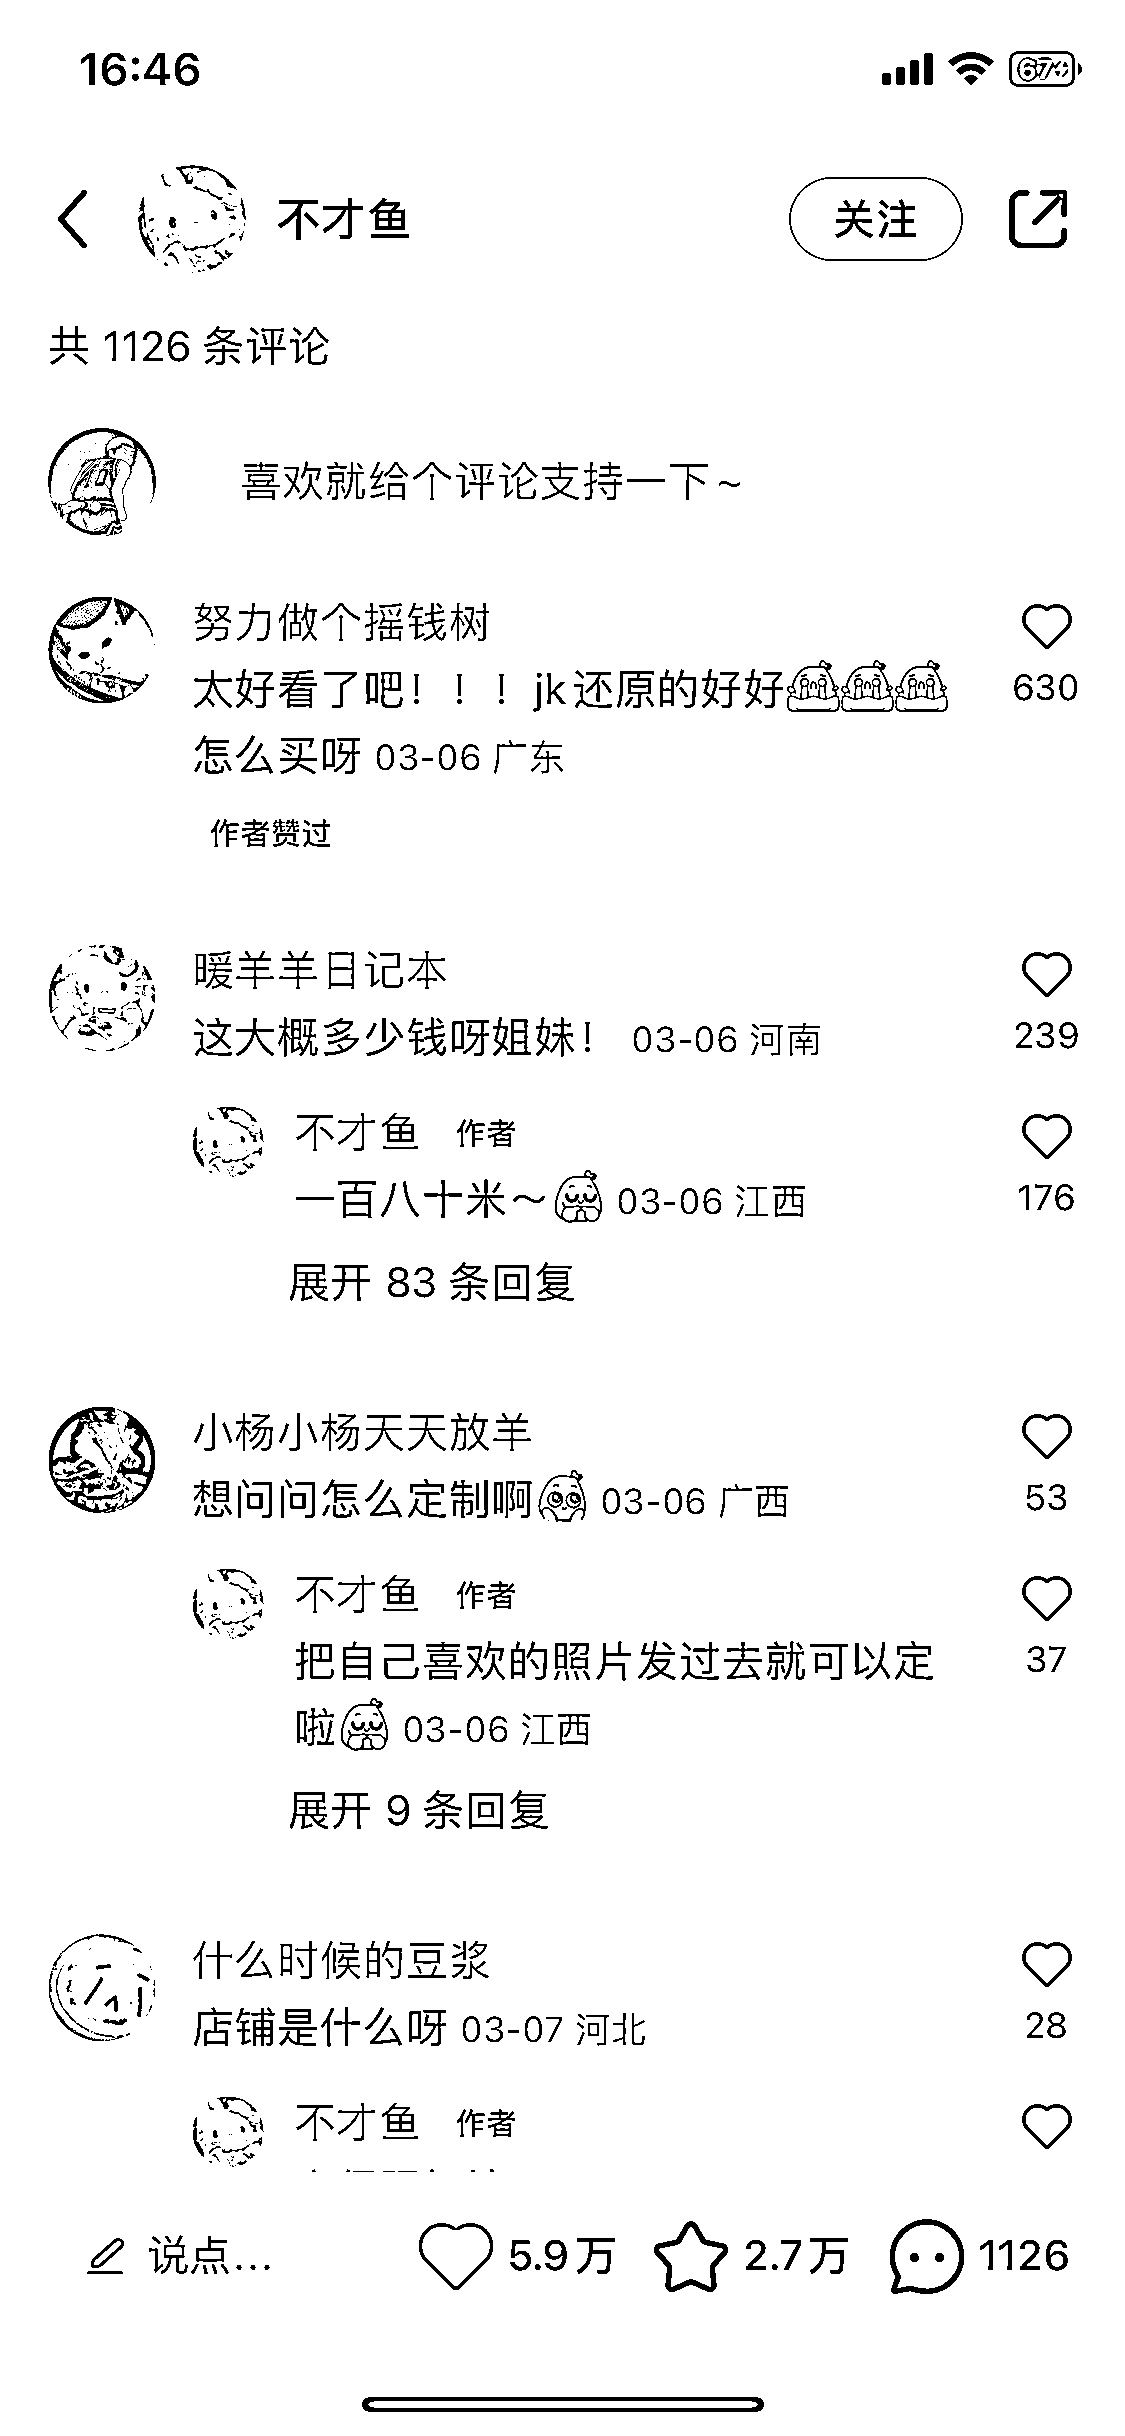 16:46
不才鱼
关注
共 1126 条评论
喜欢就给个评论支持一下～
努力做个摇钱树
太好看了吧！！！jk还原的好好
630
怎么买呀 03-06 广东
作者赞过
暖羊羊日记本
这大概多少钱呀姐妹！ 03-06 河南
239
不才鱼 作者
一百八十米～ 03-06 江西
176
展开 83 条回复
小杨小杨天天放羊
想问问怎么定制啊 03-06 广西
53
不才鱼 作者
把自己喜欢的照片发过去就可以定
37
啦 03-06 江西
展开 9 条回复
什么时候的豆浆
店铺是什么呀 03-07 河北
28
不才鱼 作者
说点... 5.9万 2.7万 1126